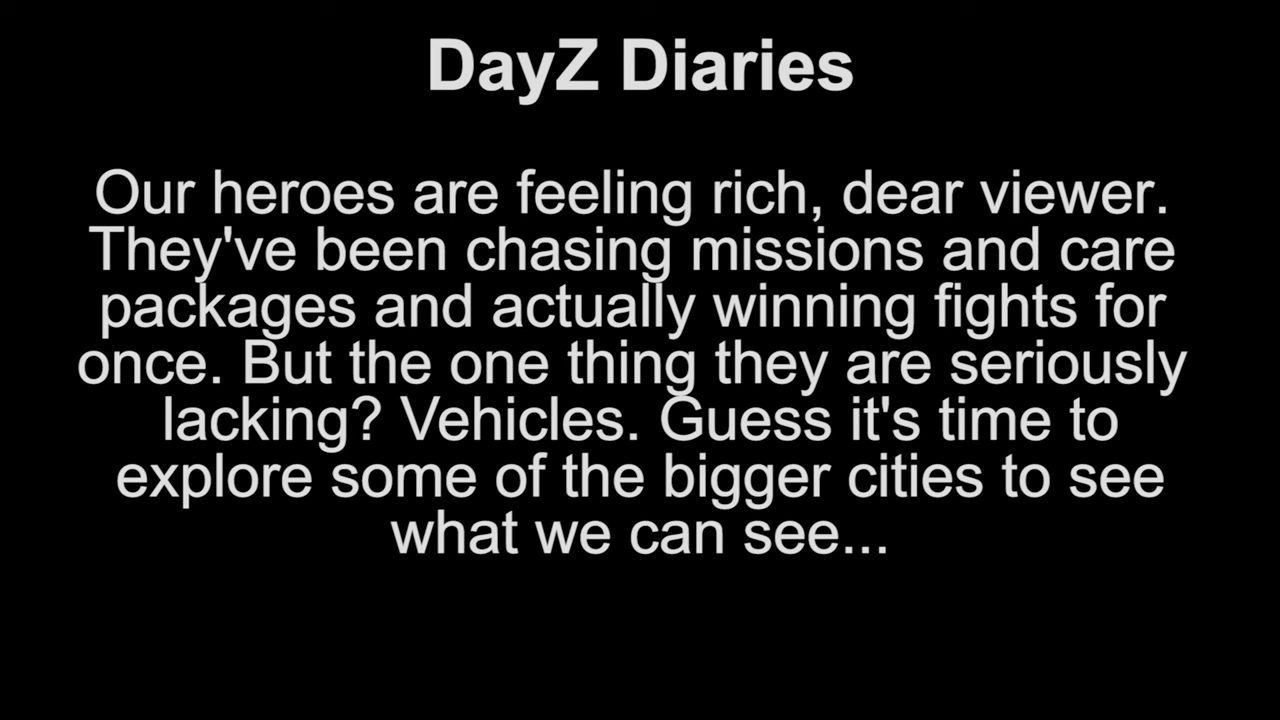 DayZ Diaries
Our heroes are feeling rich, dear viewer.
They've been chasing missions and care
packages and actually winning fights for
once. But the one thing they are seriously
lacking? Vehicles. Guess it's time to
explore some of the bigger cities to see
what we can see...